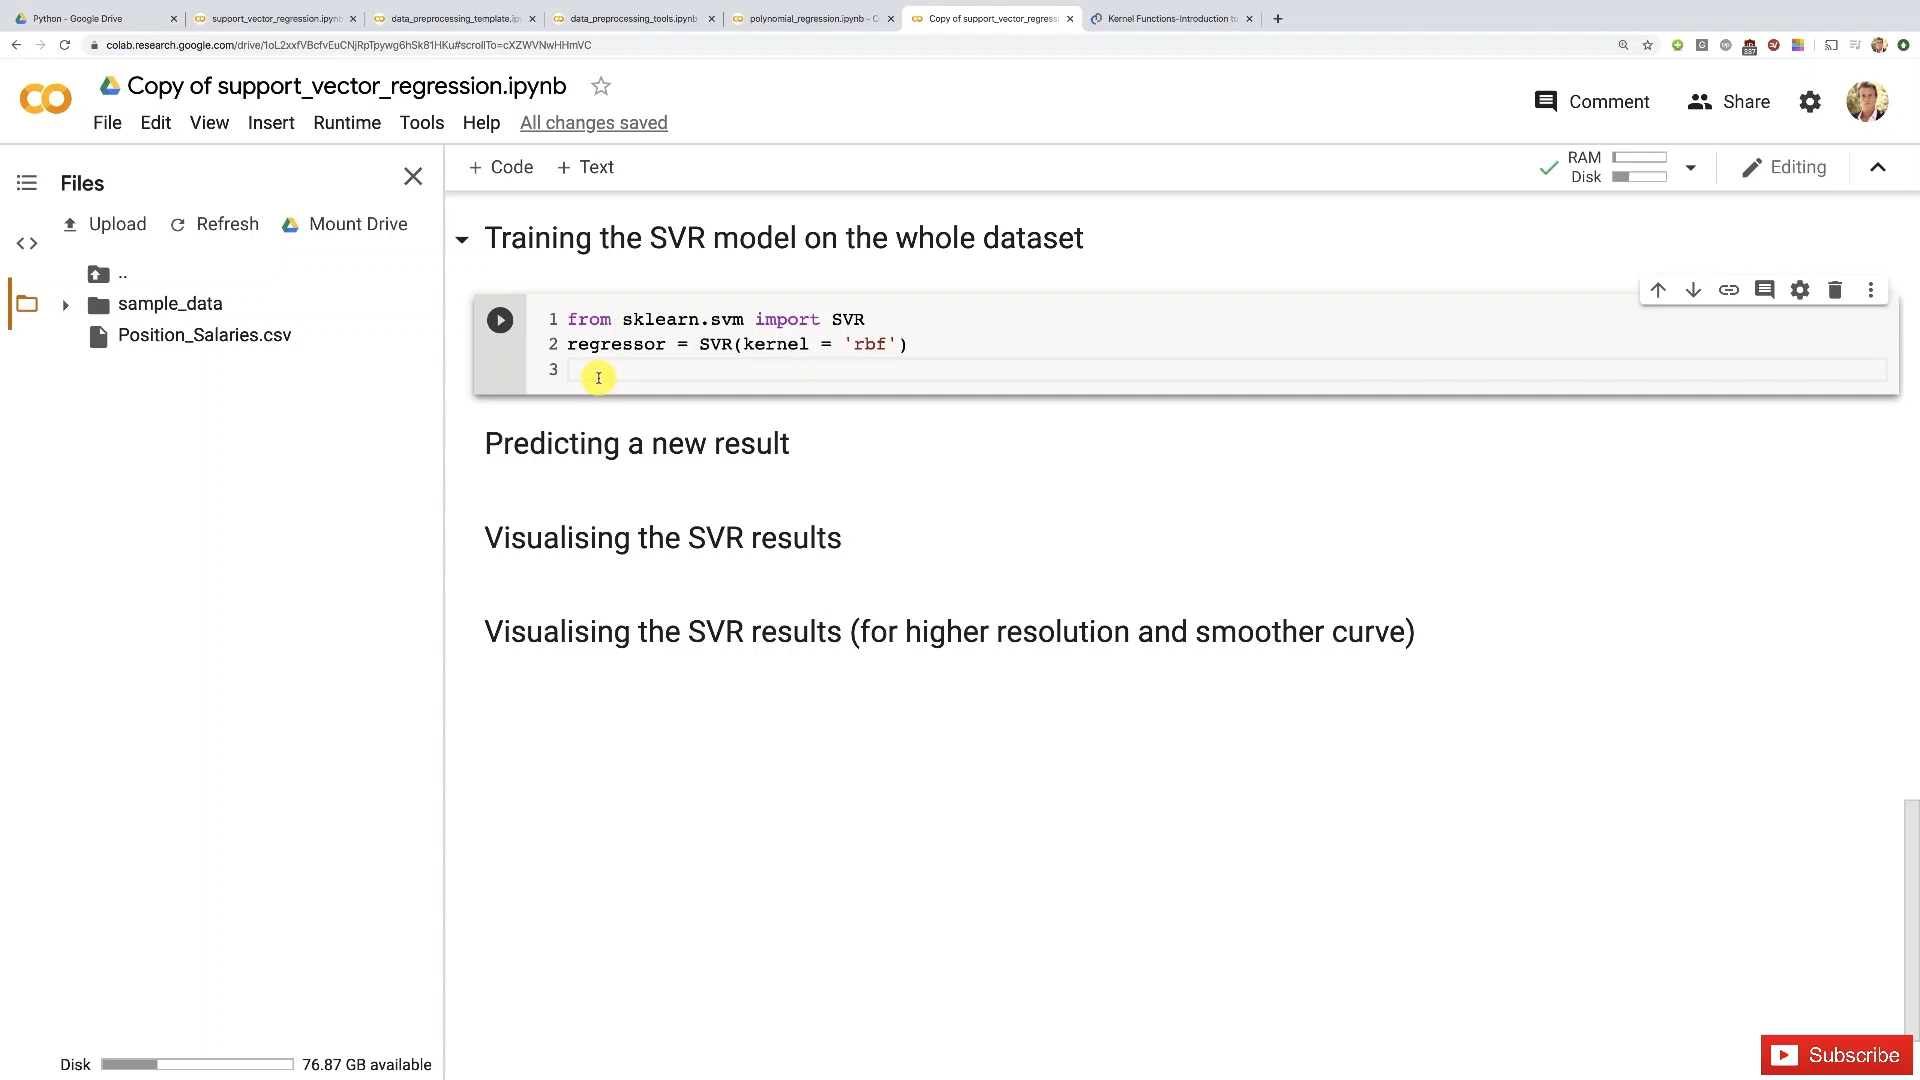 Python - Google Drive
support_vector_regression.ipynb
data_preprocessing_template.ip
data_preprocessing_tools.ipynb
polynomial_regression.ipynb - C
Copy of support_vector_regress
Kernel Functions-Introduction to
colab.research.google.com/drive/1oL2xxfVBcfvEuCNjRpTpywg6hSk81HKu#scrollTo=cXZWVNwHHmVC
Copy of support_vector_regression.ipynb
File Edit View Insert Runtime Tools Help All changes saved
Comment Share
Files
Upload Refresh Mount Drive
..
sample_data
Position_Salaries.csv
+ Code + Text
RAM
Disk
Editing
Training the SVR model on the whole dataset
1 from sklearn.svm import SVR
2 regressor = SVR(kernel = 'rbf')
3
Predicting a new result
Visualising the SVR results
Visualising the SVR results (for higher resolution and smoother curve)
Disk 76.87 GB available
Subscribe